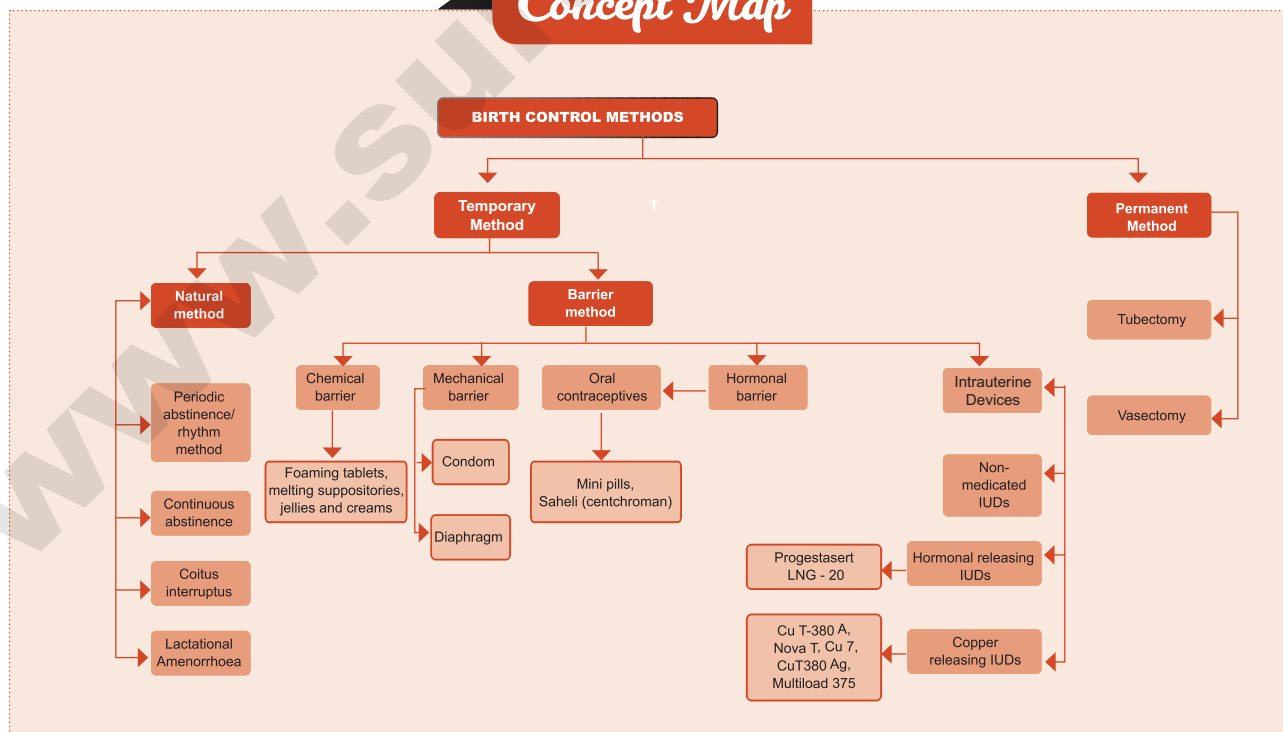 Concept Map
BIRTH CONTROL METHODS
Temporary
Method
T
Permanent
Method
Natural
method
Barrier
method
Tubectomy
Vasectomy
Periodic
abstinence/
rhythm
method
Continuous
abstinence
Coitus
interruptus
Lactational
Amenorrhoea
Chemical
barrier
Mechanical
barrier
Oral
contraceptives
Hormonal
barrier
Intrauterine
Devices
Foaming tablets,
melting suppositories,
jellies and creams
Condom
Diaphragm
Mini pills,
Saheli (centchroman)
Non-
medicated
IUDs
Hormonal releasing
IUDs
Progestasert
LNG - 20
Copper
releasing IUDs
Cu T-380 A,
Nova T, Cu 7,
CuT380 Ag,
Multiload 375
www.su